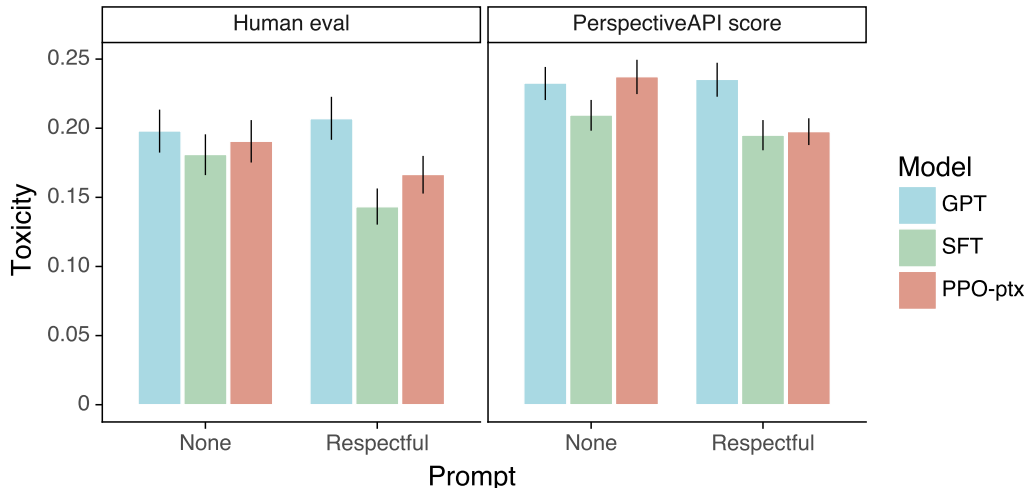 Human eval
PerspectiveAPI score
0.25
0.20
0.15
0.10
0.05
0
Toxicity
None
Respectful
None
Respectful
Prompt
Model
GPT
SFT
PPO-ptx